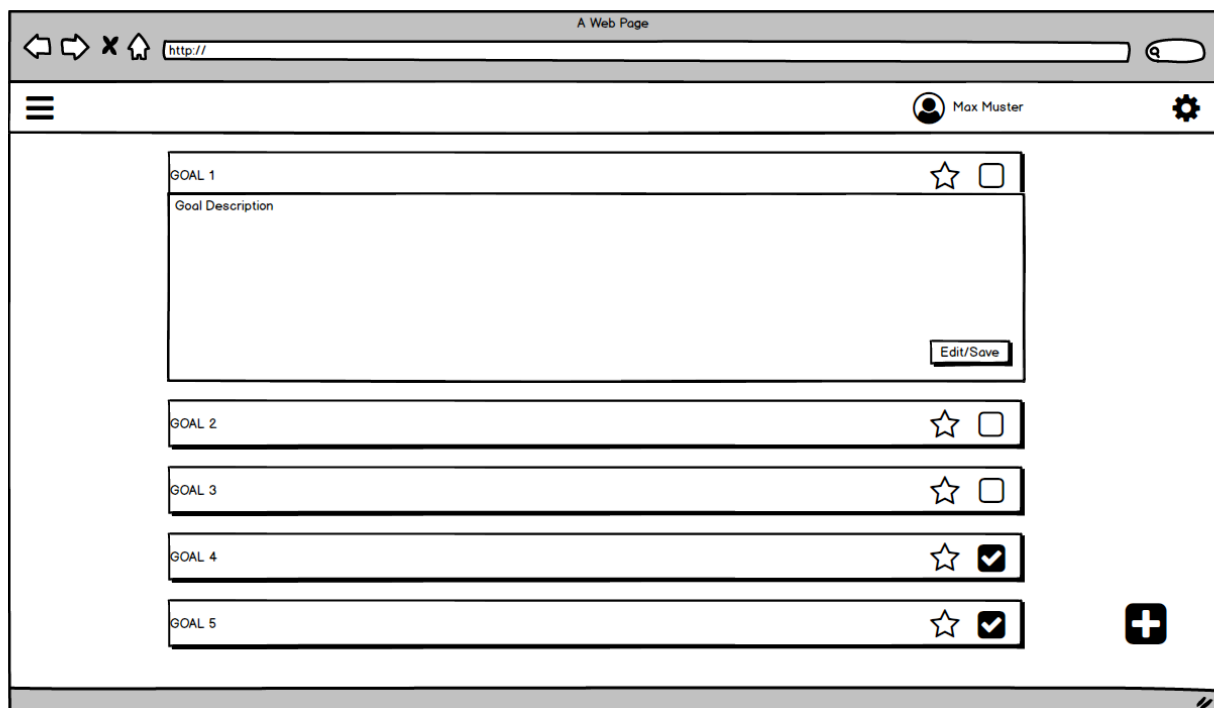 A Web Page
http://
Max Muster
GOAL 1
Goal Description
Edit/Save
GOAL 2
GOAL 3
GOAL 4
GOAL 5